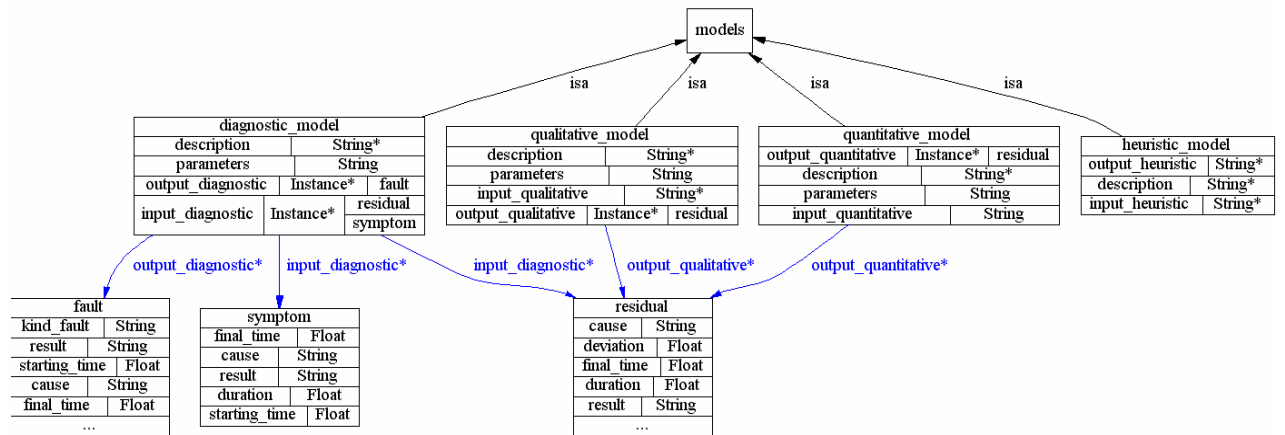 models
isa
isa
isa
isa
diagnostic_model
description String*
parameters String
output_diagnostic Instance* fault
input_diagnostic Instance* residual
symptom
qualitative_model
description String*
parameters String
input_qualitative String*
output_qualitative Instance* residual
quantitative_model
output_quantitative Instance* residual
description String*
parameters String
input_quantitative String
heuristic_model
output_heuristic String*
description String*
input_heuristic String*
output_diagnostic*
input_diagnostic*
input_diagnostic*
output_qualitative*
output_quantitative*
fault
kind_fault String
result String
starting_time Float
cause String
final_time Float
...
symptom
final_time Float
cause String
result String
duration Float
starting_time Float
residual
cause String
deviation Float
final_time Float
duration Float
result String
...